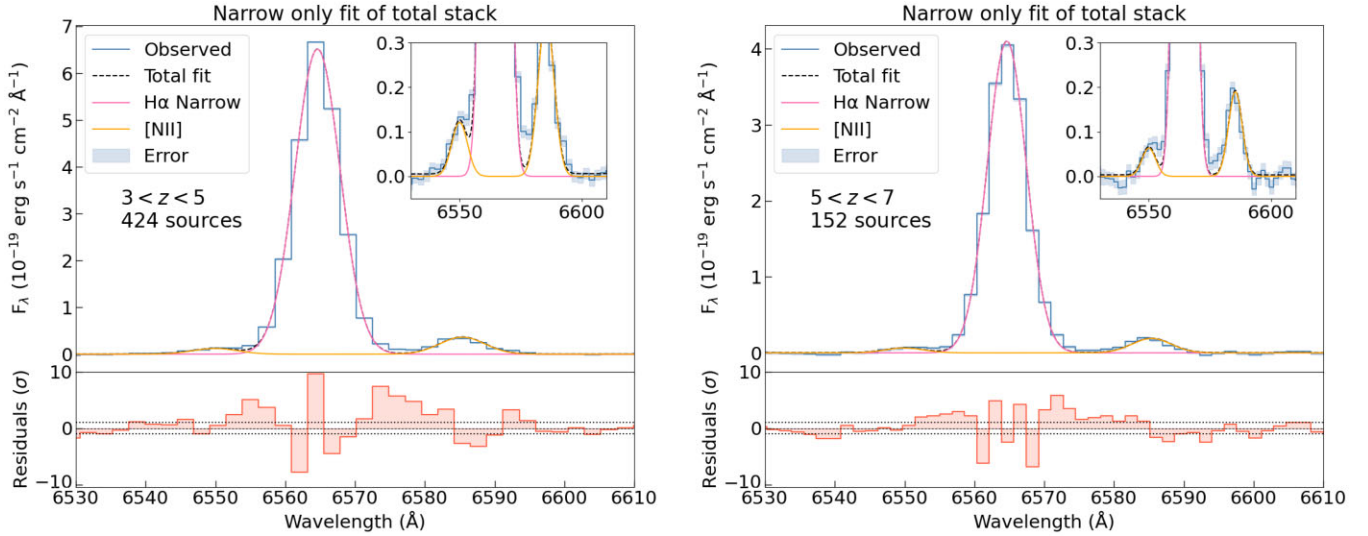 Narrow only fit of total stack
7
6
5
4
3
2
1
0
F_λ (10⁻¹⁹ erg s⁻¹ cm⁻² Å⁻¹)
Observed
Total fit
Hα Narrow
[NII]
Error
3 < z < 5
424 sources
0.3
0.2
0.1
0.0
6550 6600
10
0
−10
Residuals (σ)
6530 6540 6550 6560 6570 6580 6590 6600 6610
Wavelength (Å)
Narrow only fit of total stack
4
3
2
1
0
F_λ (10⁻¹⁹ erg s⁻¹ cm⁻² Å⁻¹)
Observed
Total fit
Hα Narrow
[NII]
Error
5 < z < 7
152 sources
0.3
0.2
0.1
0.0
6550 6600
10
0
−10
Residuals (σ)
6530 6540 6550 6560 6570 6580 6590 6600 6610
Wavelength (Å)